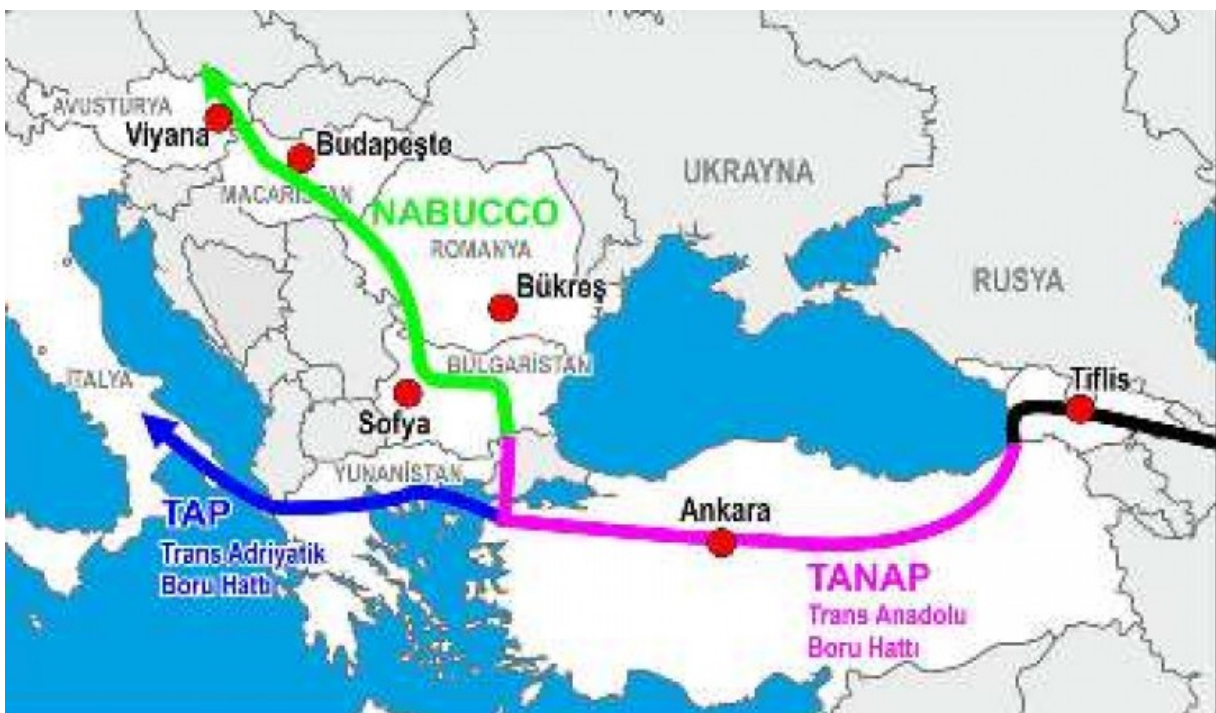 AVUSTURYA
Viyana
Budapeşte
MACARİSTAN
NABUCCO
ROMANYA
UKRAYNA
RUSYA
Bükreş
BULGARİSTAN
İTALYA
Sofya
Tiflis
YUNANİSTAN
TAP
Trans Adriyatik
Boru Hattı
Ankara
TANAP
Trans Anadolu
Boru Hattı